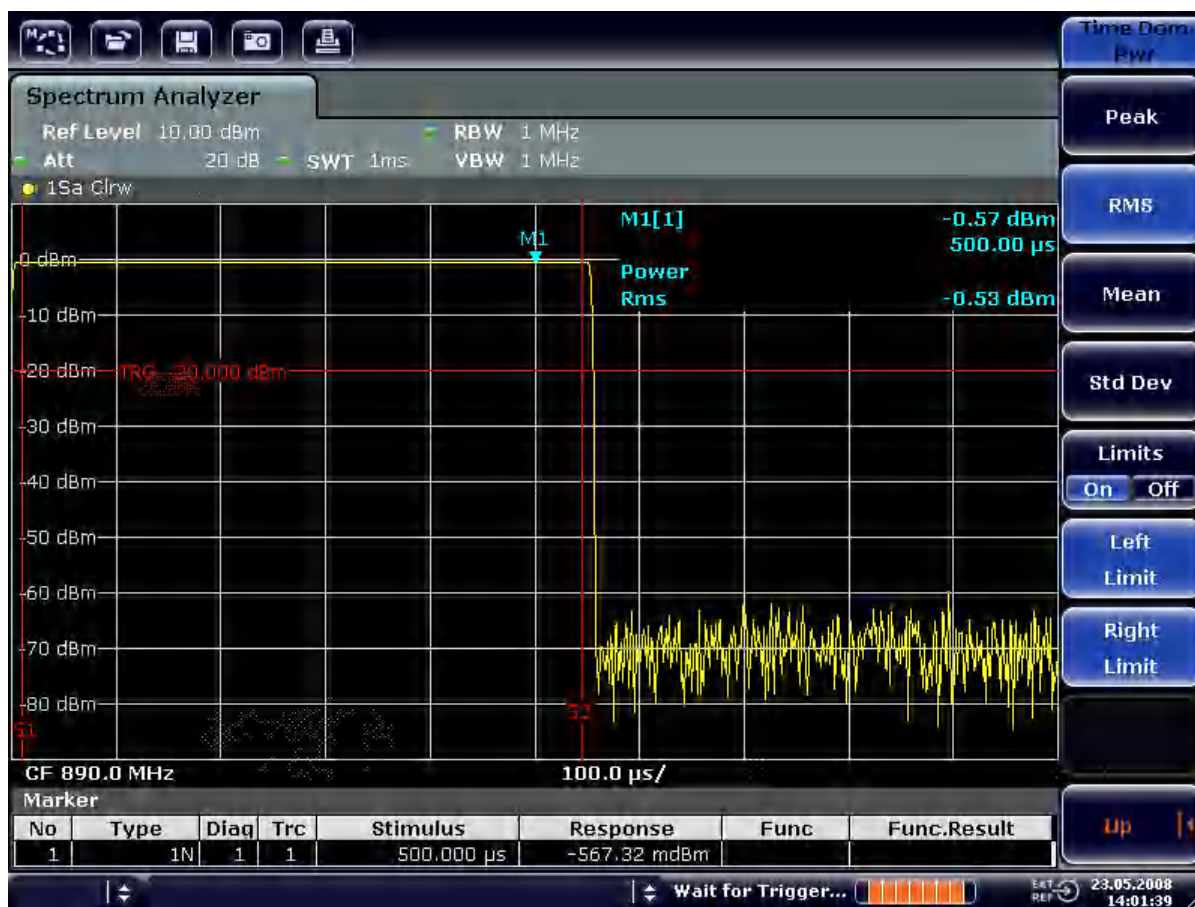 Time Dom.
Pwr
Spectrum Analyzer
Ref Level 10.00 dBm RBW 1 MHz
Att 20 dB SWT 1ms VBW 1 MHz
1Sa Clrw
M1[1] -0.57 dBm
500.00 µs
Power
Rms -0.53 dBm
M1
0 dBm
-10 dBm
-20 dBm TRG -20.000 dBm
-30 dBm
-40 dBm
-50 dBm
-60 dBm
-70 dBm
-80 dBm
S1
S2
CF 890.0 MHz 100.0 µs/
Marker
No Type Diag Trc Stimulus Response Func Func.Result
1 1N 1 1 500.000 µs -567.32 mdBm
Wait for Trigger...
EXT REF
23.05.2008
14:01:39
Peak
RMS
Mean
Std Dev
Limits
On Off
Left
Limit
Right
Limit
Up